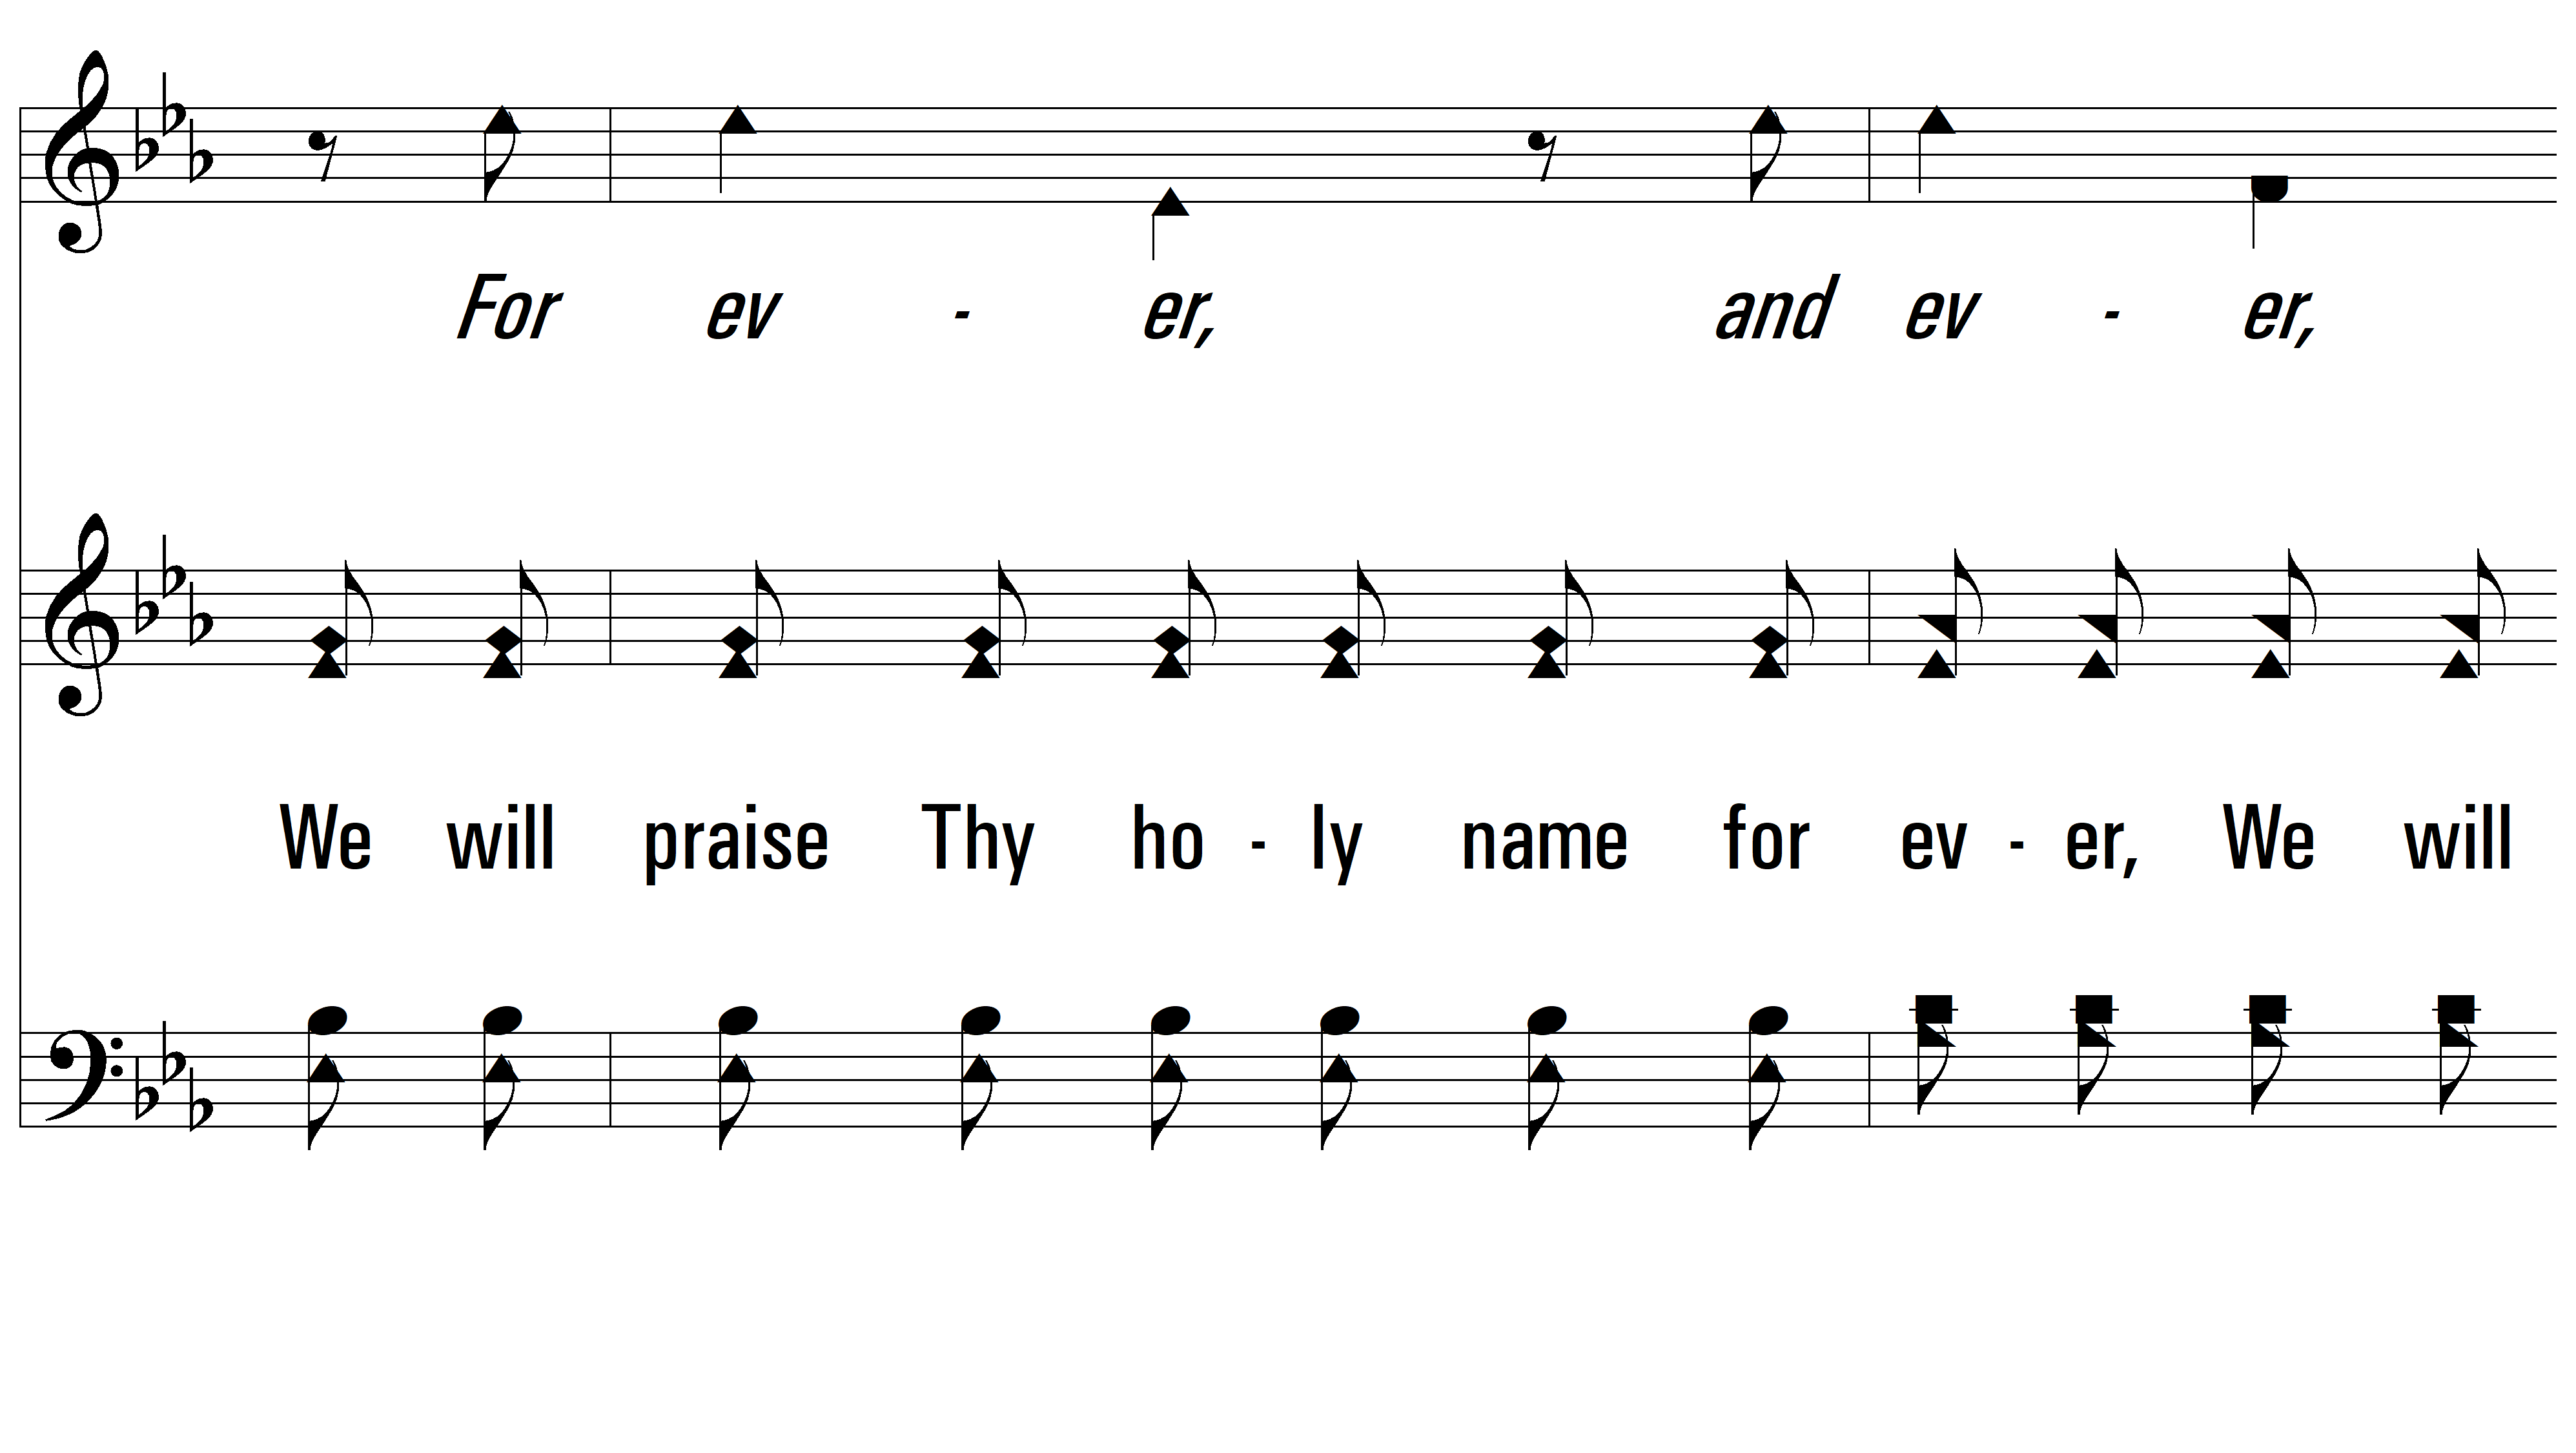 For ev - er, and ev - er,
We will praise Thy ho - ly name for ev - er, We will